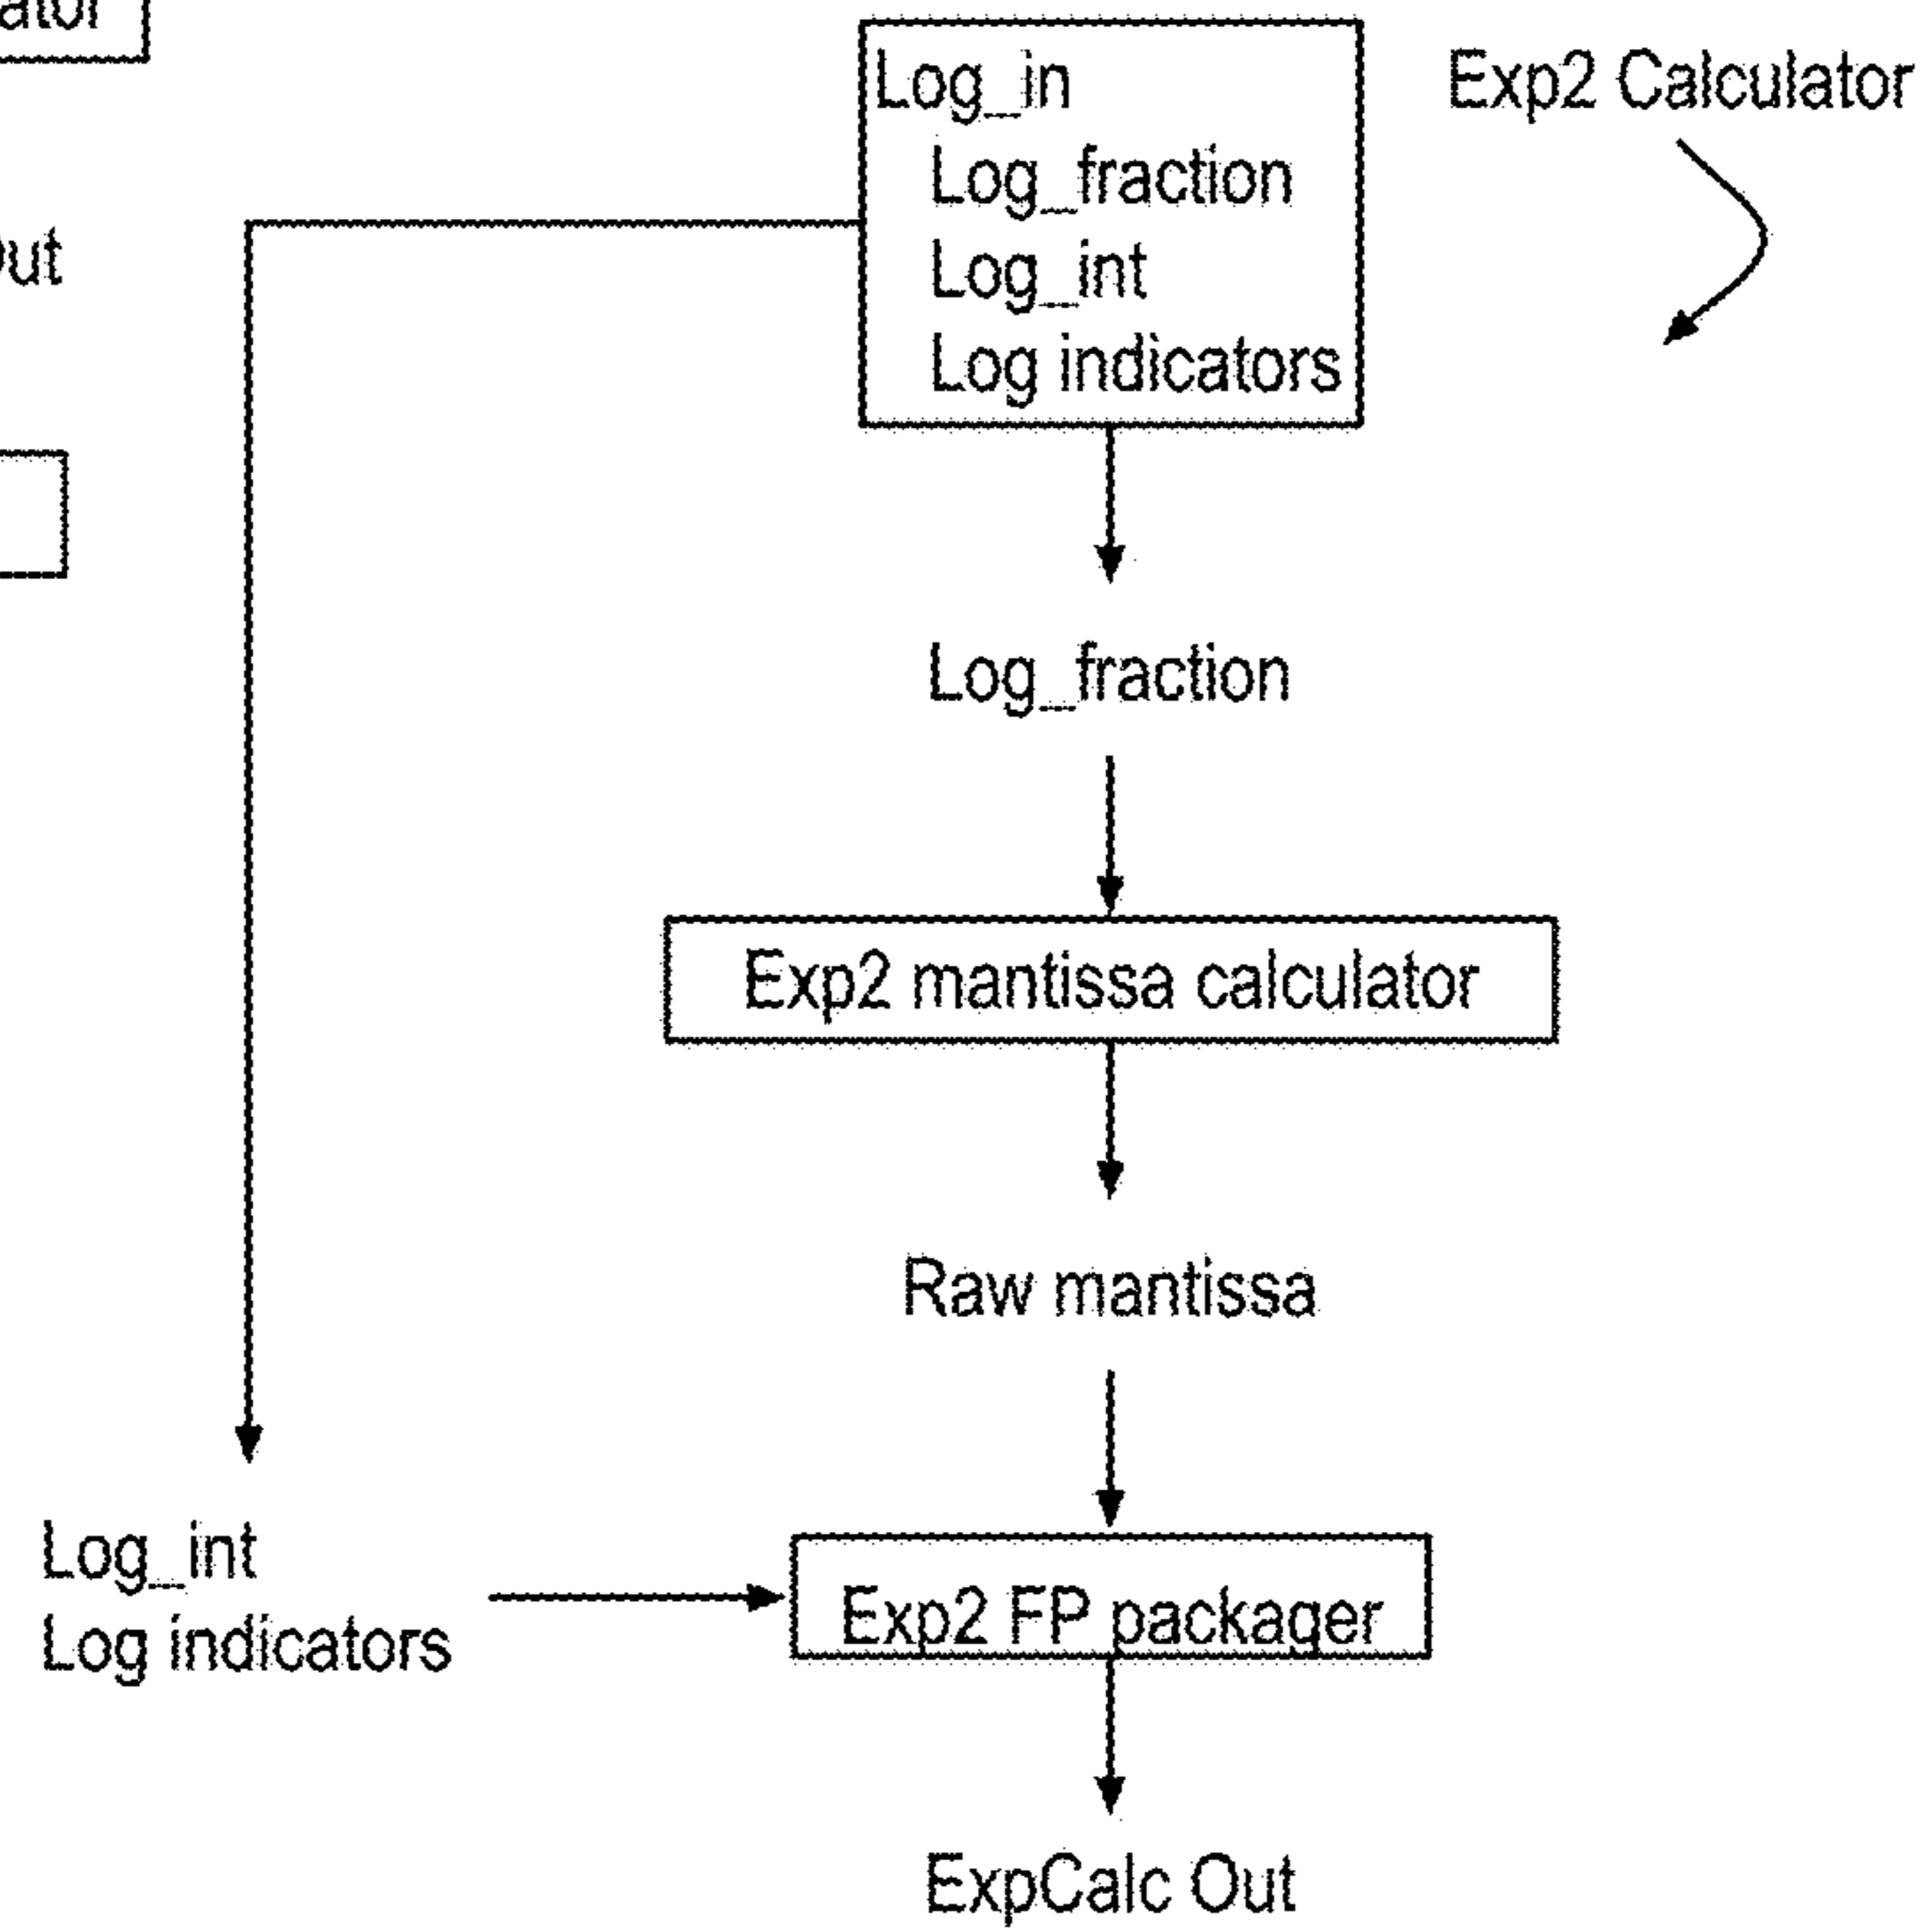 Log_in
Exp2 Calculator
Log_fraction
Log_int
Log indicators
Log_fraction
Exp2 mantissa calculator
Raw mantissa
Log_int
Log indicators
Exp2 FP packager
ExpCalc Out